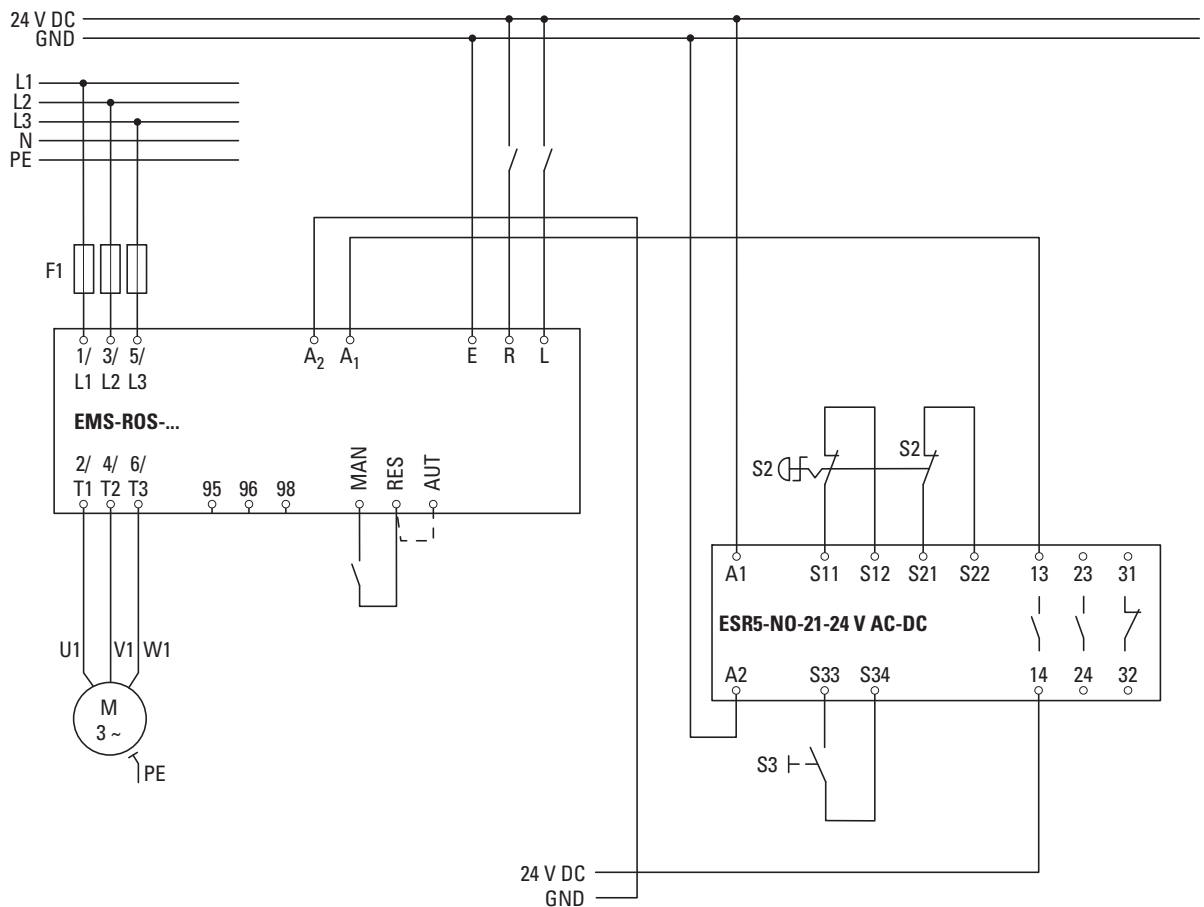 24 V DC
GND
L1
L2
L3
N
PE
F1
1/ 3/ 5/
L1 L2 L3
A2 A1 E R L
EMS-ROS-...
2/ 4/ 6/
T1 T2 T3
95 96 98
MAN RES AUT
U1 V1 W1
M
3 ~
PE
S2 S2
A1 S11 S12 S21 S22 13 23 31
ESR5-NO-21-24 V AC-DC
A2 S33 S34 14 24 32
S3
24 V DC
GND